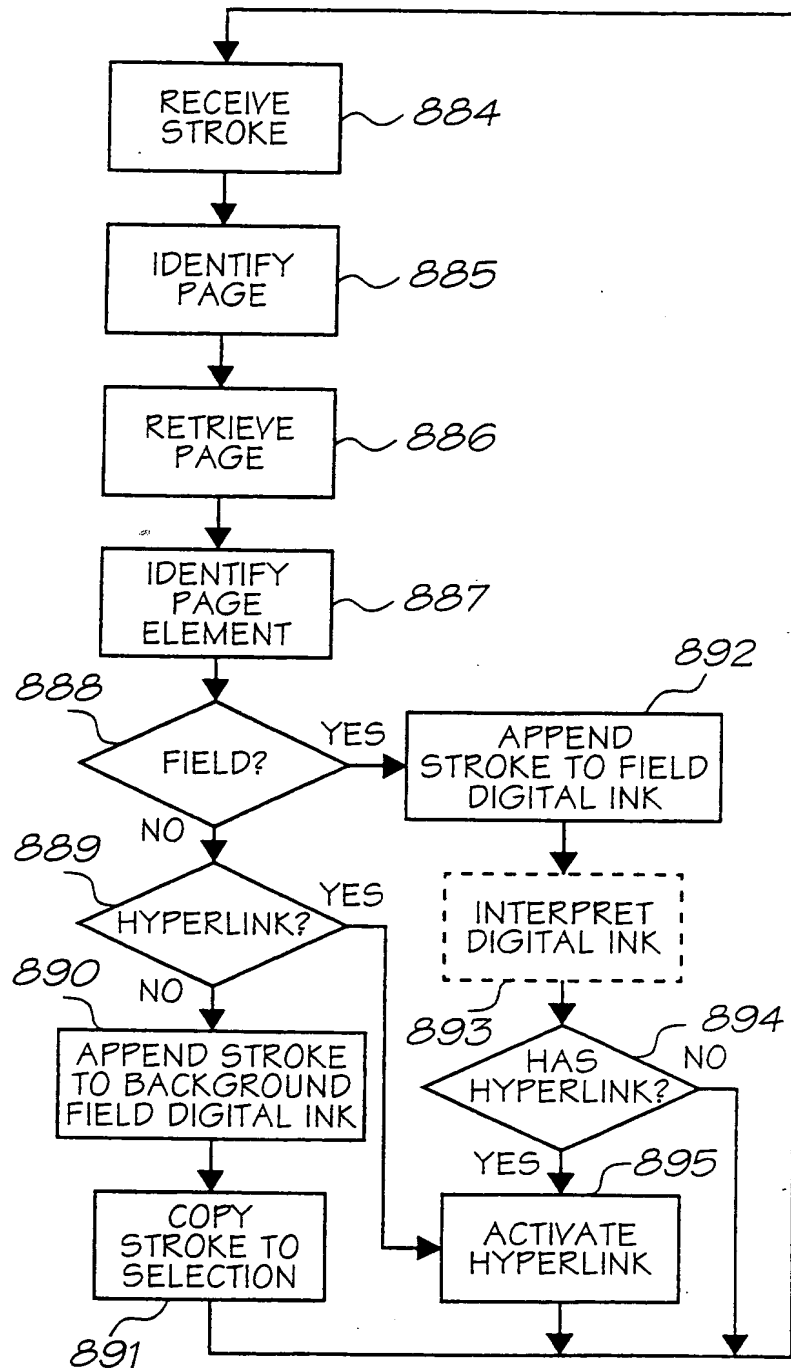 RECEIVE
STROKE
884
IDENTIFY
PAGE
885
RETRIEVE
PAGE
886
IDENTIFY
PAGE
ELEMENT
887
888
FIELD?
YES
NO
892
APPEND
STROKE TO FIELD
DIGITAL INK
889
HYPERLINK?
YES
NO
INTERPRET
DIGITAL INK
893
890
APPEND STROKE
TO BACKGROUND
FIELD DIGITAL INK
894
HAS
HYPERLINK?
NO
YES
895
COPY
STROKE TO
SELECTION
891
ACTIVATE
HYPERLINK